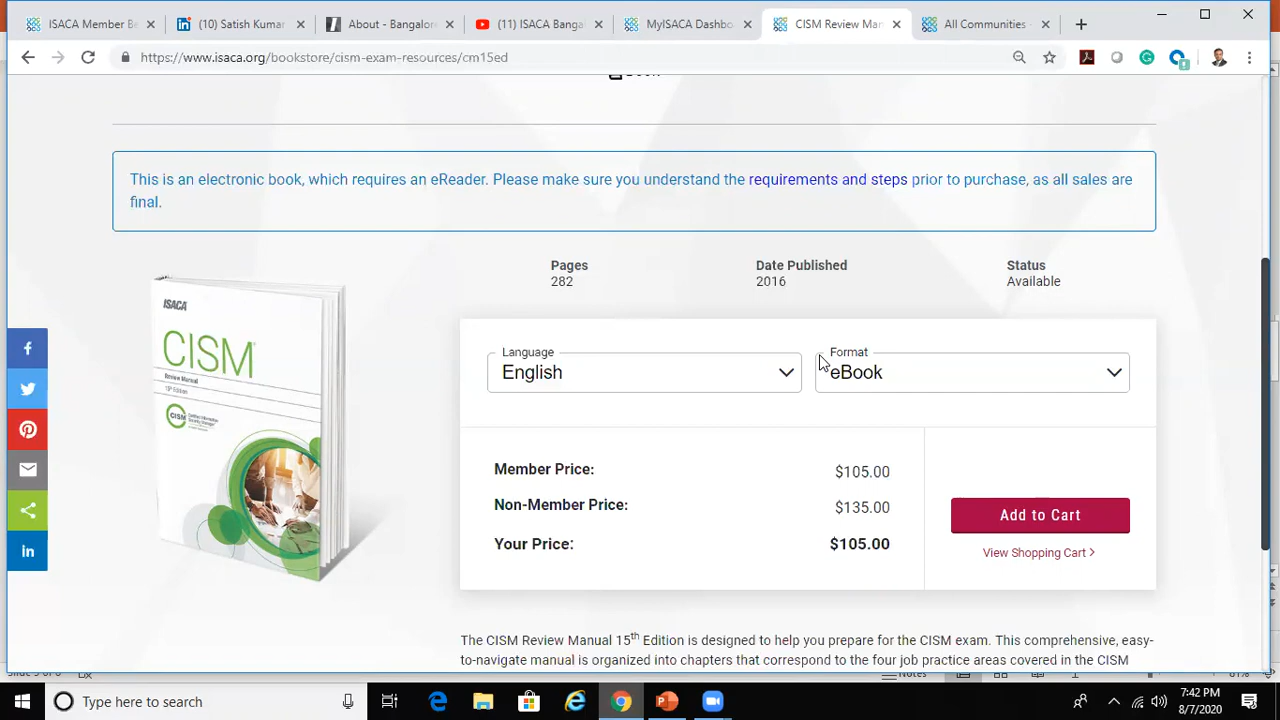 ISACA Member Be
(10) Satish Kumar
About - Bangalore
(11) ISACA Banga
MyISACA Dashbo
CISM Review Man
All Communities -
https://www.isaca.org/bookstore/cism-exam-resources/cm15ed
This is an electronic book, which requires an eReader. Please make sure you understand the requirements and steps prior to purchase, as all sales are
final.
Pages
282
Date Published
2016
Status
Available
ISACA
CISM
Review Manual
15th Edition
CISM
Language
English
Format
eBook
Member Price:
$105.00
Non-Member Price:
$135.00
Your Price:
$105.00
Add to Cart
View Shopping Cart >
The CISM Review Manual 15th Edition is designed to help you prepare for the CISM exam. This comprehensive, easy-
to-navigate manual is organized into chapters that correspond to the four job practice areas covered in the CISM
Notes
Type here to search
7:42 PM
8/7/2020